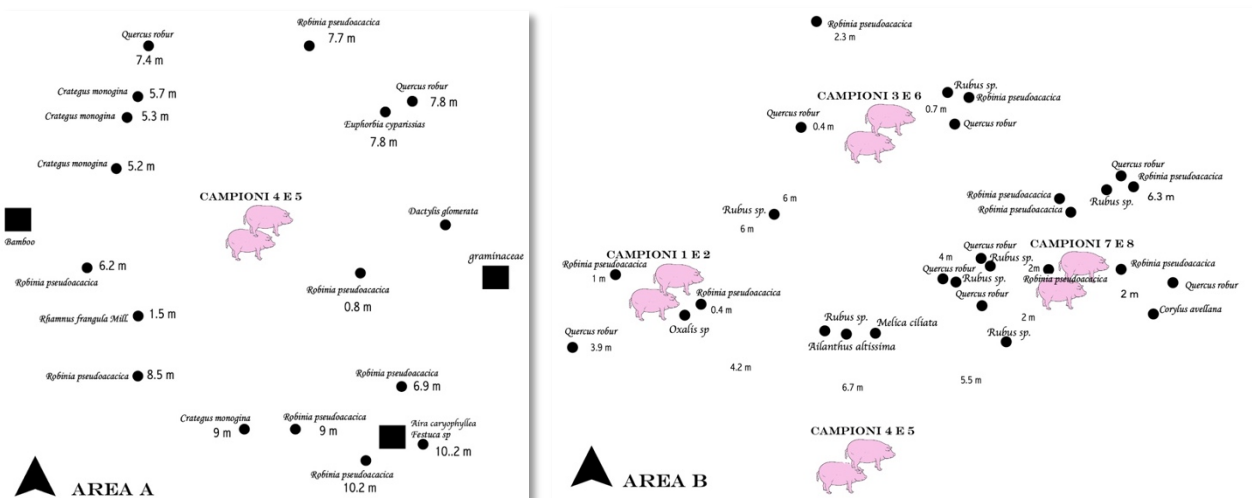 Quercus robur
7.4 m
Robinia pseudoacacica
7.7 m
Crategus monogina 5.7 m
Crategus monogina 5.3 m
Quercus robur
7.8 m
Euphorbia cyparissias
7.8 m
Crategus monogina 5.2 m
CAMPIONI 4 E 5
Bamboo
Dactylis glomerata
graminaceae
6.2 m
Robinia pseudoacacica
Robinia pseudoacacica
0.8 m
Rhamnus frangula Mill. 1.5 m
Robinia pseudoacacica 8.5 m
Robinia pseudoacacica
6.9 m
Crategus monogina
9 m
Robinia pseudoacacica
9 m
Aira caryophyllea
Festuca sp
10..2 m
Robinia pseudoacacica
10.2 m
AREA A
Robinia pseudoacacica
2.3 m
CAMPIONI 3 E 6
Rubus sp.
Robinia pseudoacacica
0.7 m
Quercus robur
0.4 m
Quercus robur
Quercus robur
Robinia pseudoacacica
6.3 m
Rubus sp.
Robinia pseudoacacica
Robinia pseudoacacica
6 m
Rubus sp.
6 m
CAMPIONI 1 E 2
Robinia pseudoacacica
1 m
Robinia pseudoacacica
0.4 m
Oxalis sp
Quercus robur
3.9 m
Quercus robur
4 m
Rubus sp.
Quercus robur
Rubus sp.
Quercus robur
CAMPIONI 7 E 8
2m
Robinia pseudoacacica
Robinia pseudoacacica
2 m
Quercus robur
Corylus avellana
2 m
Rubus sp.
Rubus sp.
Melica ciliata
Ailanthus altissima
4.2 m
6.7 m
5.5 m
CAMPIONI 4 E 5
AREA B